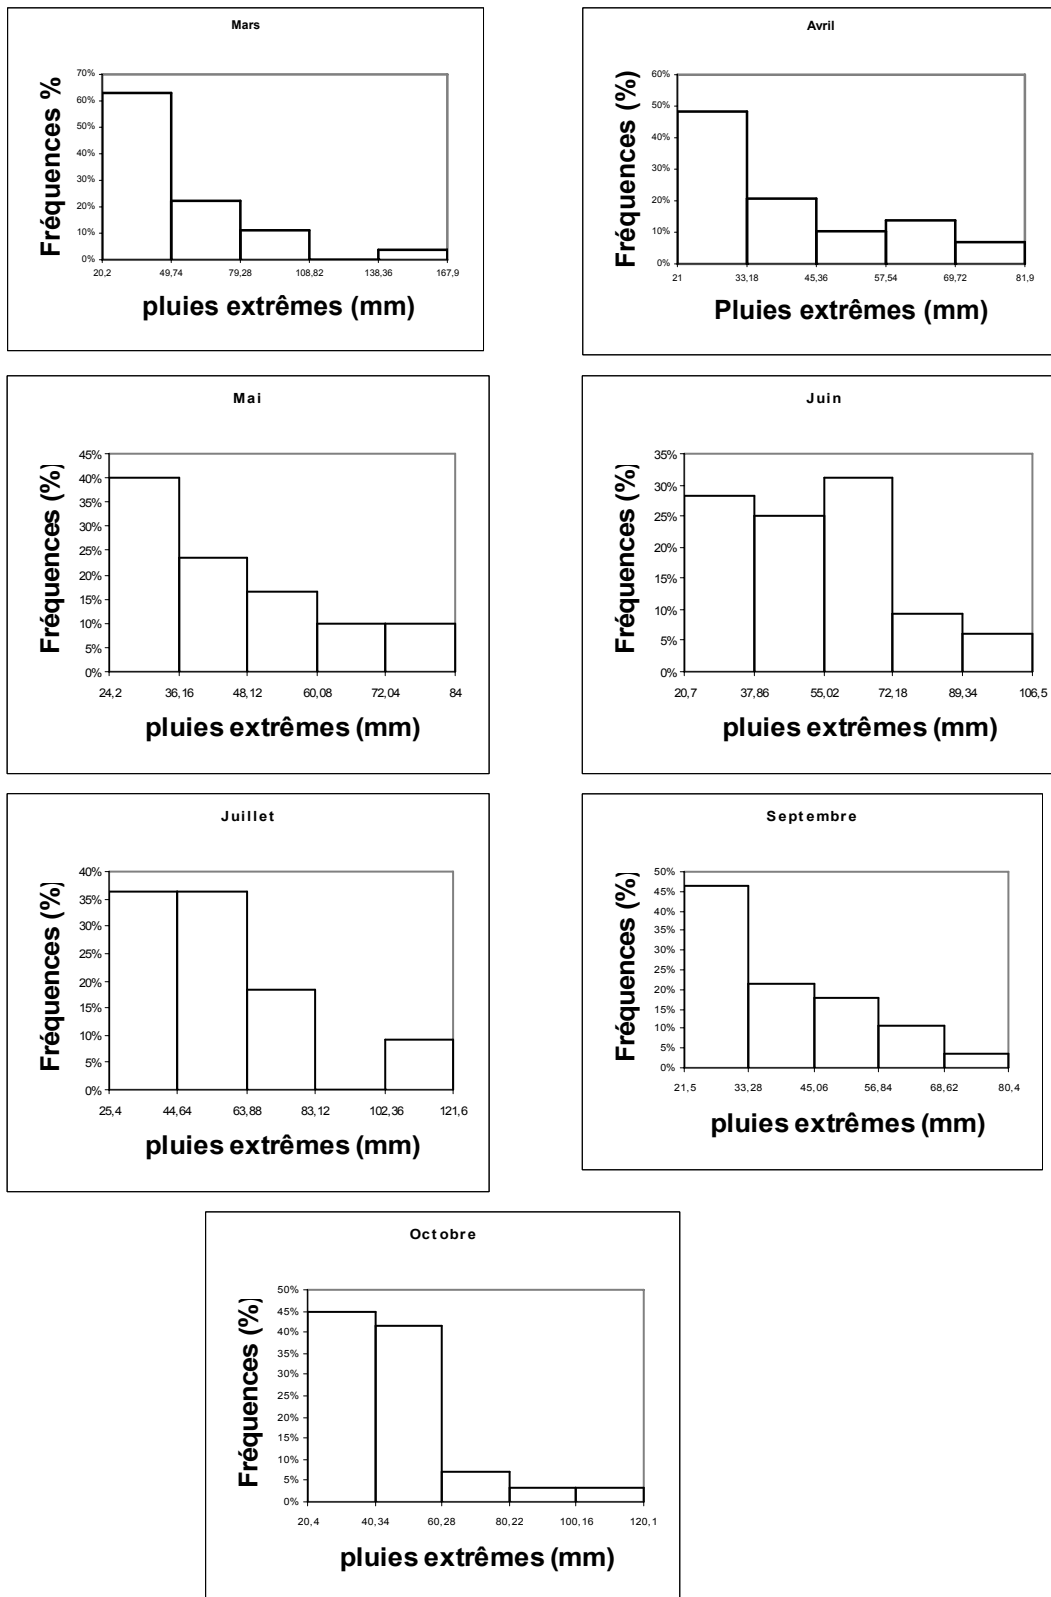 Mars
Fréquences %
70%
60%
50%
40%
30%
20%
10%
0%
20,2 49,74 79,28 108,82 138,36 167,9
pluies extrêmes (mm)
Avril
Fréquences (%)
60%
50%
40%
30%
20%
10%
0%
21 33,18 45,36 57,54 69,72 81,9
Pluies extrêmes (mm)
Mai
Fréquences (%)
45%
40%
35%
30%
25%
20%
15%
10%
5%
0%
24,2 36,16 48,12 60,08 72,04 84
pluies extrêmes (mm)
Juin
Fréquences (%)
35%
30%
25%
20%
15%
10%
5%
0%
20,7 37,86 55,02 72,18 89,34 106,5
pluies extrêmes (mm)
Juillet
Fréquences (%)
40%
35%
30%
25%
20%
15%
10%
5%
0%
25,4 44,64 63,88 83,12 102,36 121,6
pluies extrêmes (mm)
Septembre
Fréquences (%)
50%
45%
40%
35%
30%
25%
20%
15%
10%
5%
0%
21,5 33,28 45,06 56,84 68,62 80,4
pluies extrêmes (mm)
Octobre
Fréquences (%)
50%
45%
40%
35%
30%
25%
20%
15%
10%
5%
0%
20,4 40,34 60,28 80,22 100,16 120,1
pluies extrêmes (mm)